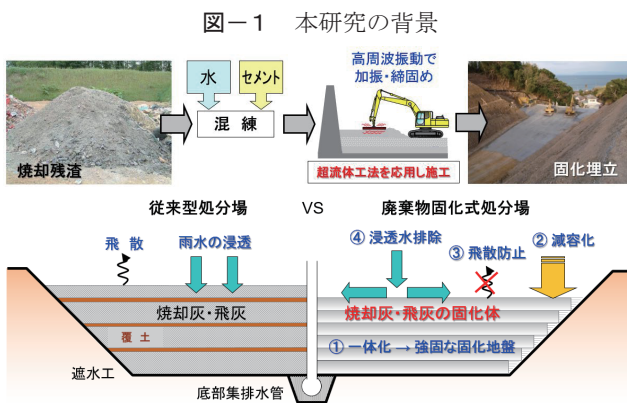 図－1　本研究の背景
水
セメント
混 練
高周波振動で
加振・締固め
焼却残渣
超流体工法を応用し施工
固化埋立
従来型処分場
VS
廃棄物固化式処分場
飛 散
雨水の浸透
④ 浸透水排除
③ 飛散防止
② 減容化
焼却灰・飛灰
焼却灰・飛灰の固化体
覆 土
① 一体化 → 強固な固化地盤
遮水工
底部集排水管